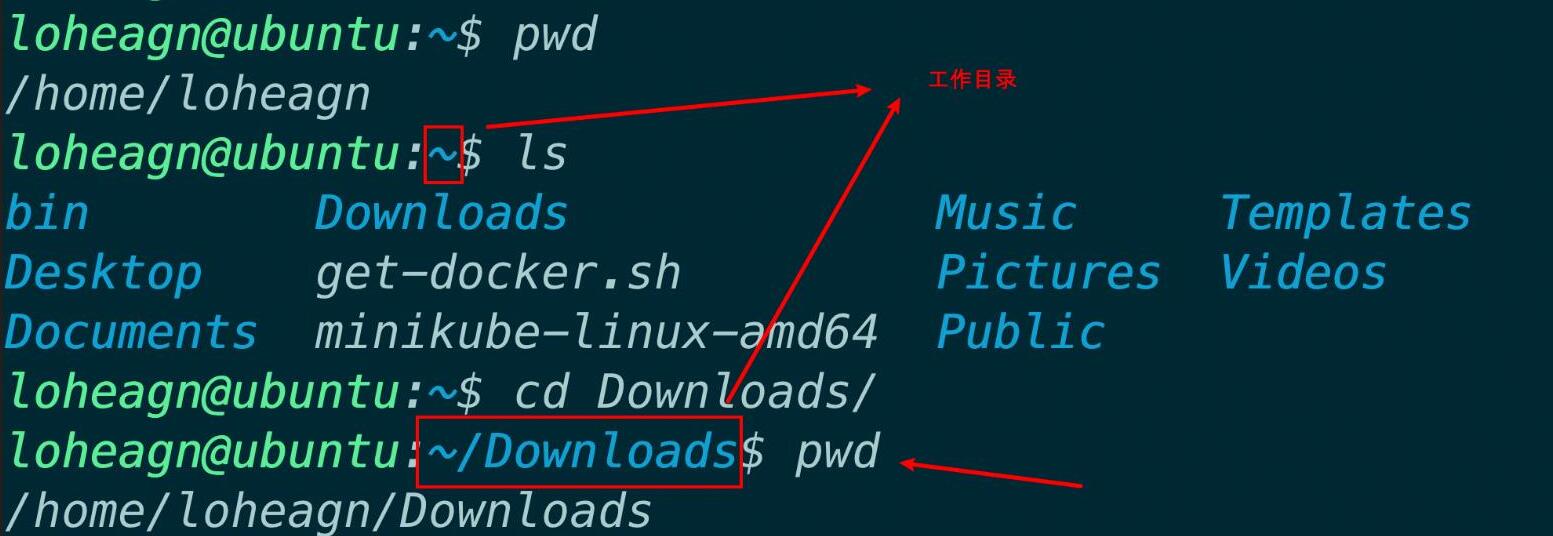 loheagn@ubuntu:~$ pwd
工作目录
/home/loheagn
loheagn@ubuntu:~$ ls
bin Downloads Music Templates
Desktop get-docker.sh Pictures Videos
Documents minikube-linux-amd64 Public
loheagn@ubuntu:~$ cd Downloads/
loheagn@ubuntu:~/Downloads$ pwd
/home/loheagn/Downloads